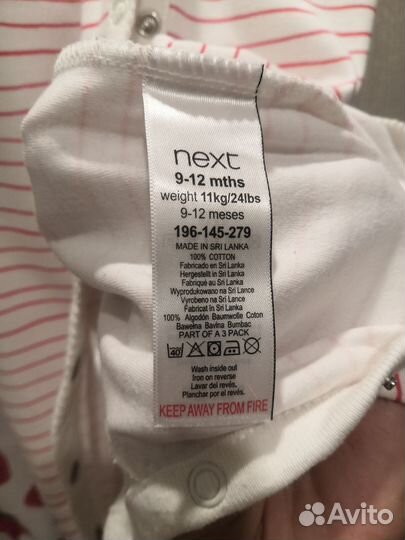 next
9-12 mths
weight 11kg/24lbs
9-12 meses
196-145-279
MADE IN SRI LANKA
100% COTTON
Fabricado en Sri Lanka
Hergestellt in Sri Lanka
Fabriqué au Sri Lanka
Wyprodukowano na Sri Lance
Vyrobeno na Sri Lance
Fabricat în Sri Lanka
100% Algodón Baumwolle Coton
Bawełna Bavlna Bumbac
PART OF A 3 PACK
40
Wash inside out
Iron on reverse
Lavar del revés.
Planchar por el revés.
KEEP AWAY FROM FIRE
Avito